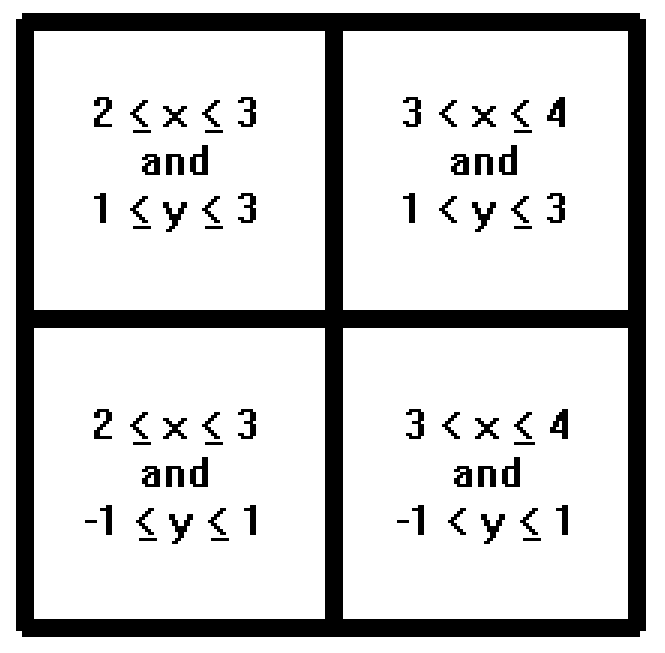 2 ≤ x ≤ 3
and
1 ≤ y ≤ 3
3 < x ≤ 4
and
1 < y ≤ 3
2 ≤ x ≤ 3
and
-1 ≤ y ≤ 1
3 < x ≤ 4
and
-1 < y ≤ 1